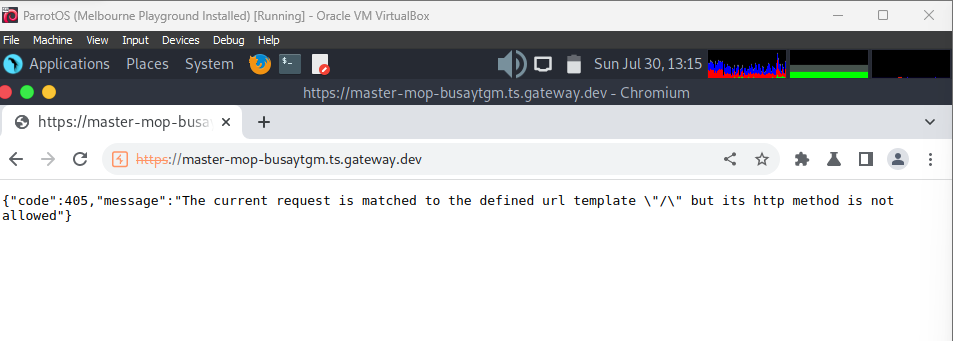 ParrotOS (Melbourne Playground Installed) [Running] - Oracle VM VirtualBox
File Machine View Input Devices Debug Help
Applications Places System Sun Jul 30, 13:15
https://master-mop-busaytgm.ts.gateway.dev - Chromium
https://master-mop-busa
https://master-mop-busaytgm.ts.gateway.dev
{"code":405,"message":"The current request is matched to the defined url template \"/\" but its http method is not
allowed"}